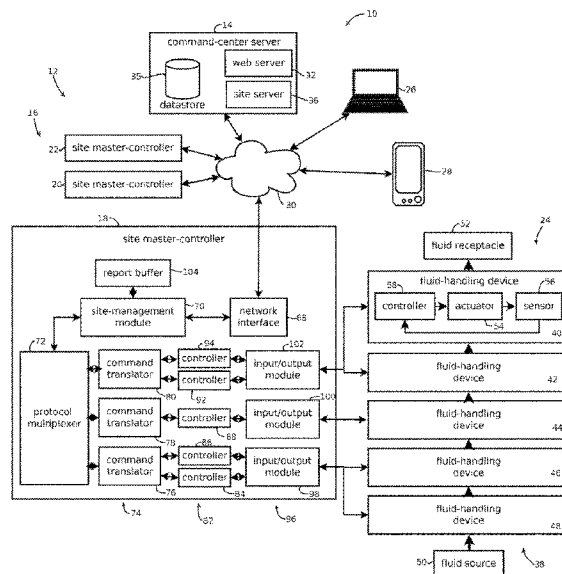 10
14
command-center server
web server
32
35
site server
36
datastore
26
12
16
22
site master-controller
20
site master-controller
30
28
18
site master-controller
report buffer
104
52
fluid receptacle
24
fluid-handling device
58
56
controller
actuator
sensor
54
40
70
site-management module
network interface
68
72
protocol multiplexer
94
102
command translator
controller
input/output module
controller
80
92
fluid-handling device
42
100
command translator
controller
input/output module
78
88
fluid-handling device
44
86
command translator
controller
input/output module
controller
76
84
98
fluid-handling device
46
fluid-handling device
48
74
82
96
50
fluid source
38